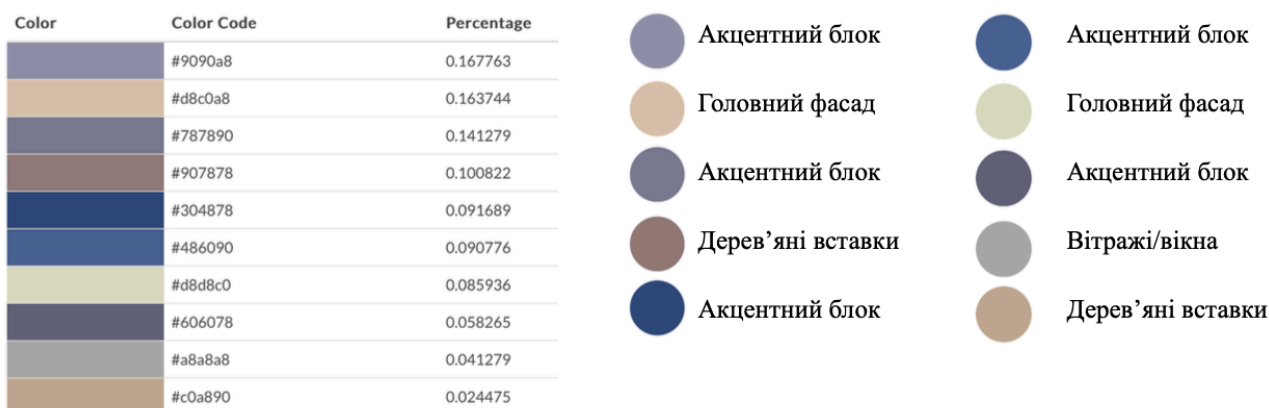 Color Color Code Percentage
#9090a8 0.167763
#d8c0a8 0.163744
#787890 0.141279
#907878 0.100822
#304878 0.091689
#486090 0.090776
#d8d8c0 0.085936
#606078 0.058265
#a8a8a8 0.041279
#c0a890 0.024475
Акцентний блок
Головний фасад
Акцентний блок
Дерев’яні вставки
Акцентний блок
Акцентний блок
Головний фасад
Акцентний блок
Вітражі/вікна
Дерев’яні вставки